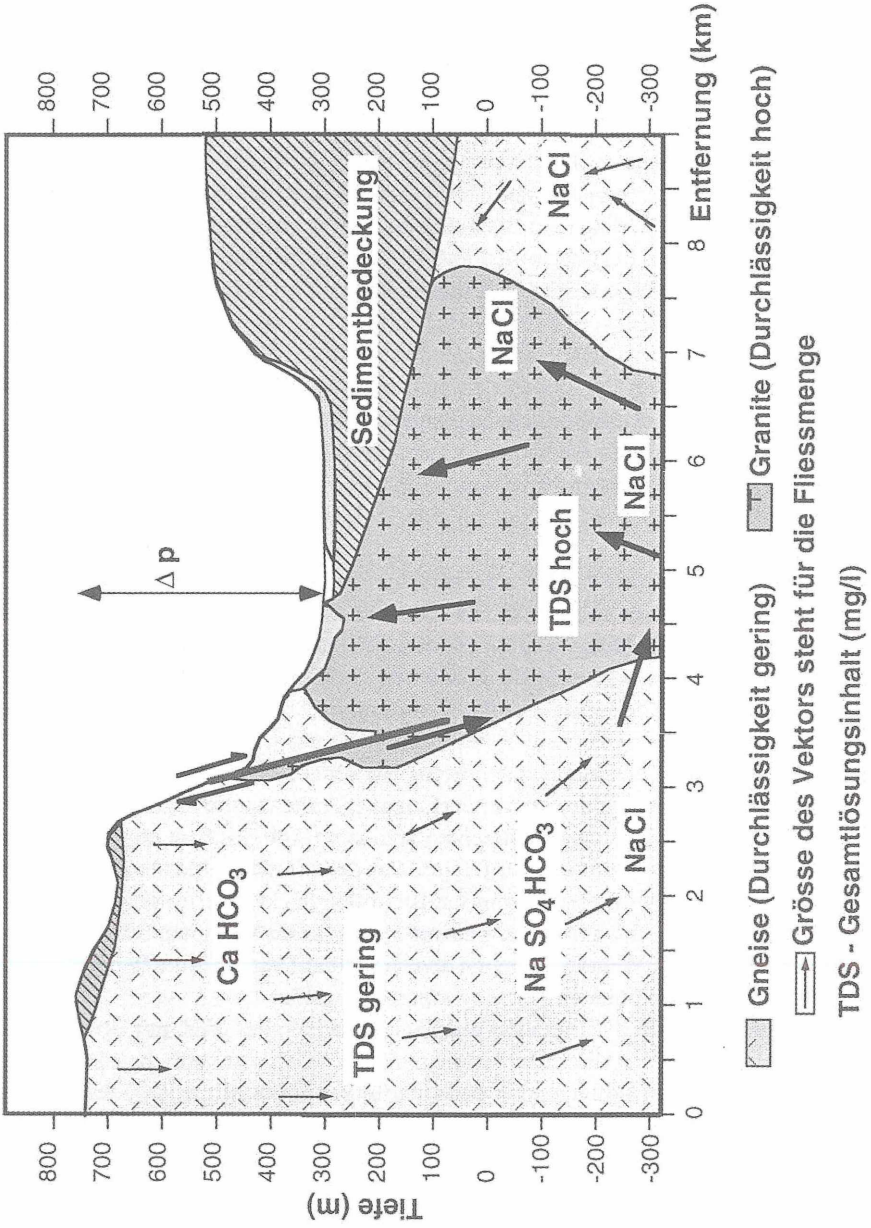 800
700
600
500
400
300
200
100
0
-100
-200
-300
Tiefe (m)
800
700
600
500
400
300
200
100
0
-100
-200
-300
Δ p
Sedimentbedeckung
Ca HCO3
TDS gering
Na SO4 HCO3
NaCl
TDS hoch
NaCl
NaCl
NaCl
0
1
2
3
4
5
6
7
8
Entfernung (km)
Gneise (Durchlässigkeit gering)
Granite (Durchlässigkeit hoch)
Grösse des Vektors steht für die Fliessmenge
TDS - Gesamtlösungsinhalt (mg/l)